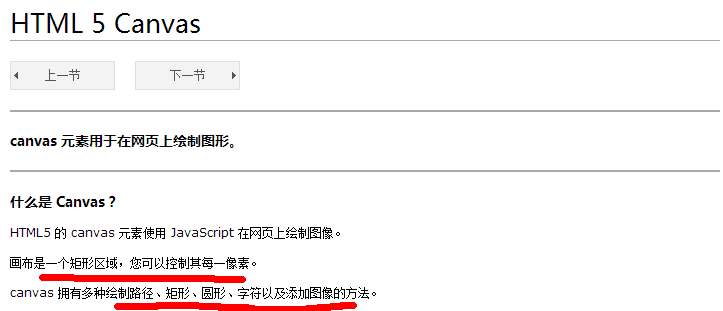 HTML 5 Canvas
上一节 下一节
canvas 元素用于在网页上绘制图形。
什么是 Canvas？
HTML5 的 canvas 元素使用 JavaScript 在网页上绘制图像。
画布是一个矩形区域，您可以控制其每一像素。
canvas 拥有多种绘制路径、矩形、圆形、字符以及添加图像的方法。